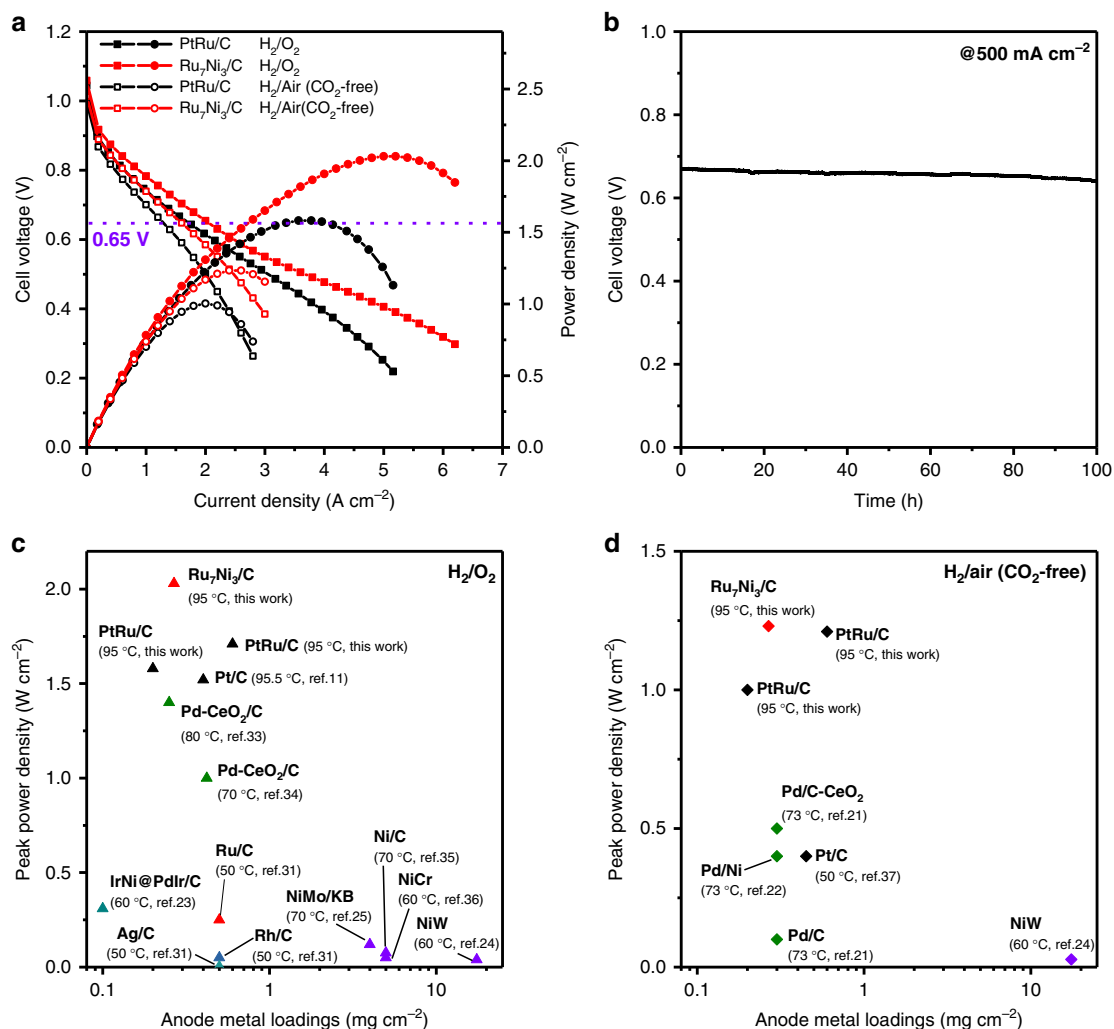 a
1.2
1.0
0.8
0.6
0.4
0.2
0.0
Cell voltage (V)
PtRu/C H₂/O₂
Ru₇Ni₃/C H₂/O₂
PtRu/C H₂/Air (CO₂-free)
Ru₇Ni₃/C H₂/Air(CO₂-free)
0.65 V
2.5
2.0
1.5
1.0
0.5
0.0
Power density (W cm⁻²)
0 1 2 3 4 5 6 7
Current density (A cm⁻²)
b
1.0
0.8
0.6
0.4
0.2
0.0
Cell voltage (V)
@500 mA cm⁻²
0 20 40 60 80 100
Time (h)
c
2.0
1.5
1.0
0.5
0.0
Peak power density (W cm⁻²)
H₂/O₂
Ru₇Ni₃/C
(95 °C, this work)
PtRu/C
(95 °C, this work)
PtRu/C (95 °C, this work)
Pt/C (95.5 °C, ref.11)
Pd-CeO₂/C
(80 °C, ref.33)
Pd-CeO₂/C
(70 °C, ref.34)
Ni/C
(70 °C, ref.35)
Ru/C
(50 °C, ref.31)
IrNi@PdIr/C
(60 °C, ref.23)
NiMo/KB
(70 °C, ref.25)
NiCr
(60 °C, ref.36)
Ag/C
(50 °C, ref.31)
Rh/C
(50 °C, ref.31)
NiW
(60 °C, ref.24)
0.1 1 10
Anode metal loadings (mg cm⁻²)
d
1.5
1.0
0.5
0.0
Peak power density (W cm⁻²)
H₂/air (CO₂-free)
Ru₇Ni₃/C
(95 °C, this work)
PtRu/C
(95 °C, this work)
PtRu/C
(95 °C, this work)
Pd/C-CeO₂
(73 °C, ref.21)
Pd/Ni
(73 °C, ref.22)
Pt/C
(50 °C, ref.37)
Pd/C
(73 °C, ref.21)
NiW
(60 °C, ref.24)
0.1 1 10
Anode metal loadings (mg cm⁻²)